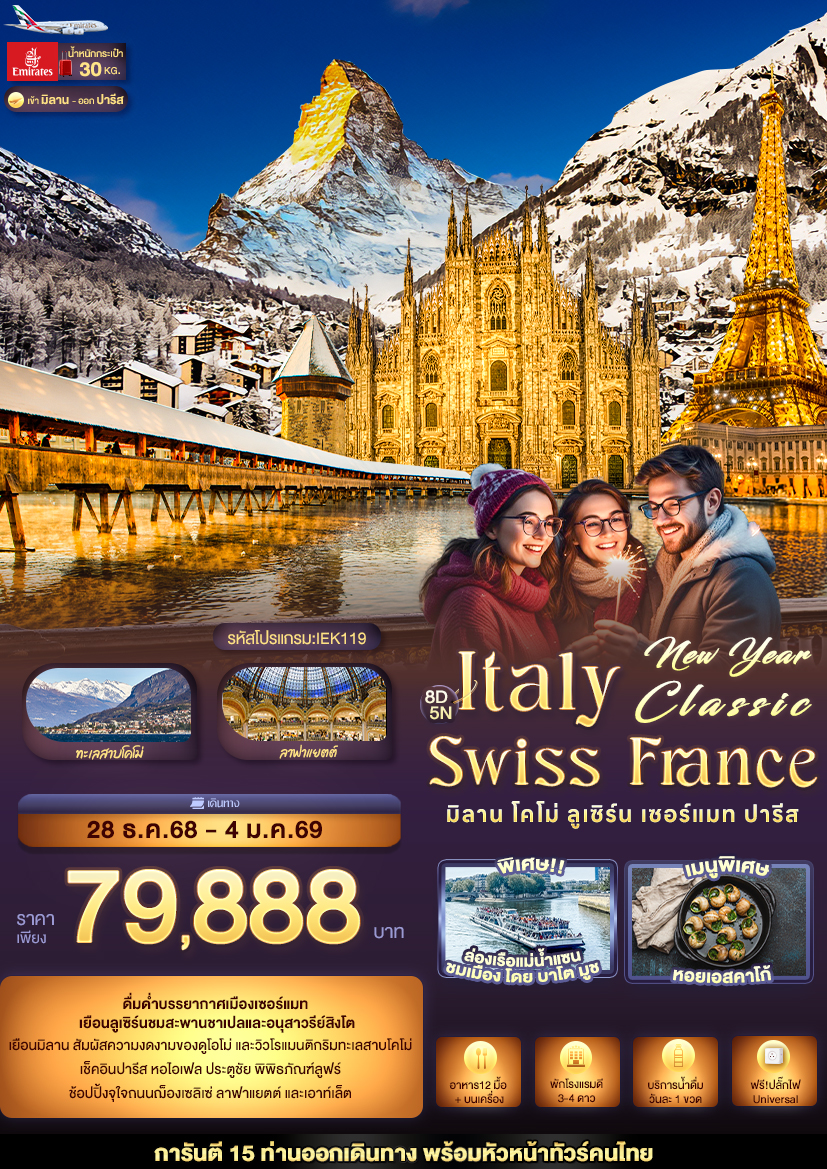 Emirates
Emirates
น้ำหนักกระเป๋า
30 KG.
เข้า มิลาน - ออก ปารีส
รหัสโปรแกรม:IEK119
ทะเลสาบโคโม่
ลาฟาแยตต์
8D
5N
Italy
New Year
Classic
Swiss France
มิลาน โคโม่ ลูเซิร์น เซอร์แมท ปารีส
เดินทาง
28 ธ.ค.68 - 4 ม.ค.69
ราคา
เพียง
79,888
บาท
พิเศษ!!
ล่องเรือแม่น้ำแซน
ชมเมือง โดย บาโต มูช
เมนูพิเศษ
หอยเอสคาโก้
ดื่มด่ำบรรยากาศเมืองเซอร์แมท
เยือนลูเซิร์นชมสะพานชาเปลและอนุสาวรีย์สิงโต
เยือนมิลาน สัมผัสความงดงามของดูโอโม่ และวิวโรแมนติกริมทะเลสาบโคโม่
เช็คอินปารีส หอไอเฟล ประตูชัย พิพิธภัณฑ์ลูฟร์
ช้อปปิ้งจุใจถนนฌ็องเซลิเซ่ ลาฟาแยตต์ และเอาท์เล็ต
อาหาร12 มื้อ
+ บนเครื่อง
พักโรงแรมดี
3-4 ดาว
บริการน้ำดื่ม
วันละ 1 ขวด
ฟรี!ปลั๊กไฟ
Universal
การันตี 15 ท่านออกเดินทาง พร้อมหัวหน้าทัวร์คนไทย